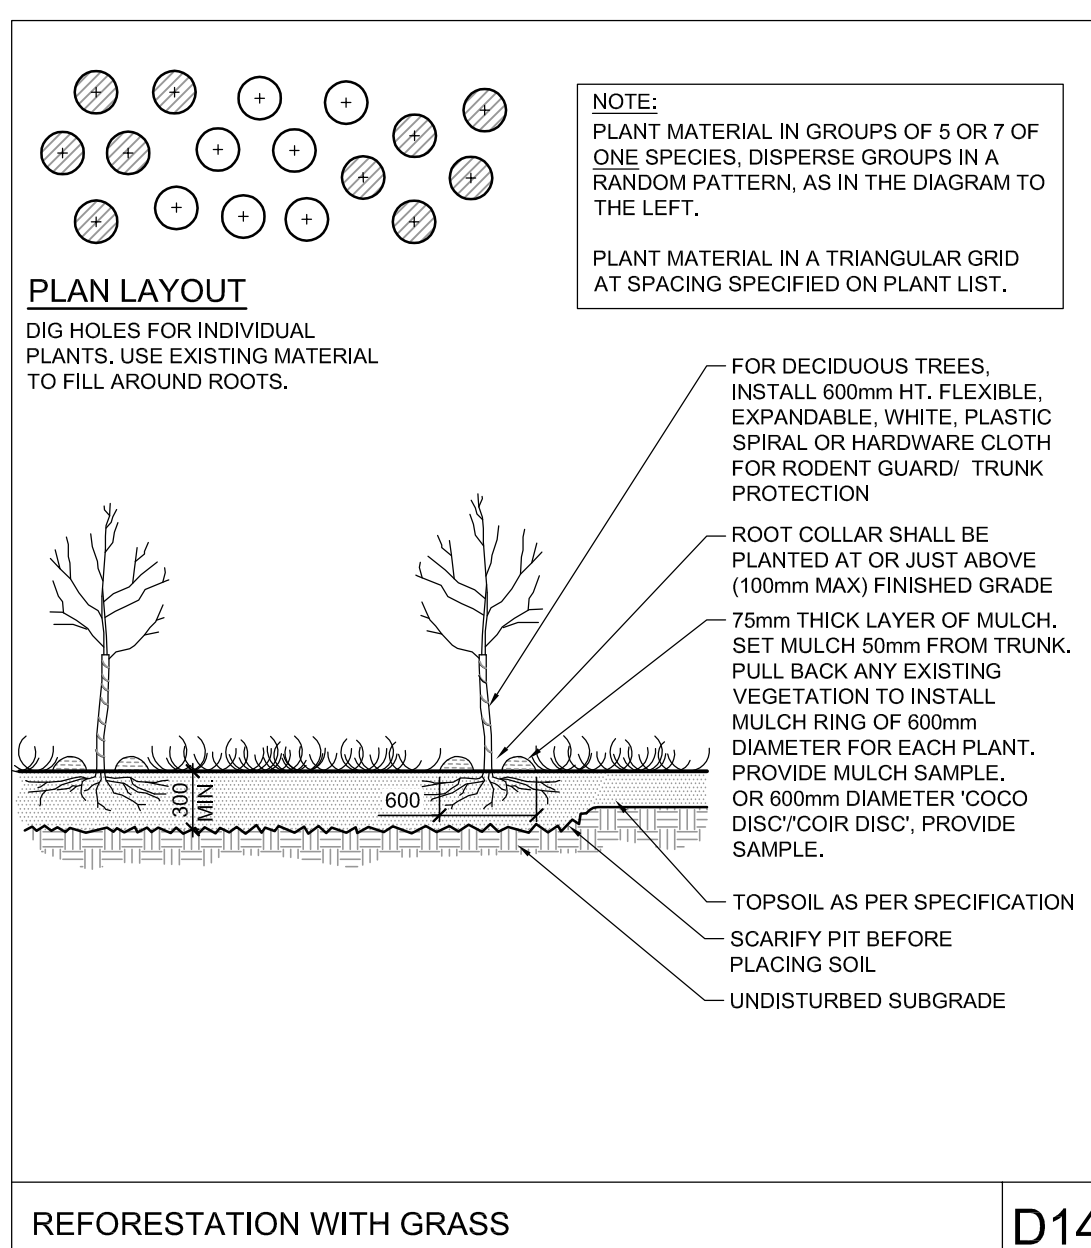 NOTE:
PLANT MATERIAL IN GROUPS OF 5 OR 7 OF
ONE SPECIES, DISPERSE GROUPS IN A
RANDOM PATTERN, AS IN THE DIAGRAM TO
THE LEFT.
PLANT MATERIAL IN A TRIANGULAR GRID
AT SPACING SPECIFIED ON PLANT LIST.
PLAN LAYOUT
DIG HOLES FOR INDIVIDUAL
PLANTS. USE EXISTING MATERIAL
TO FILL AROUND ROOTS.
FOR DECIDUOUS TREES,
INSTALL 600mm HT. FLEXIBLE,
EXPANDABLE, WHITE, PLASTIC
SPIRAL OR HARDWARE CLOTH
FOR RODENT GUARD/ TRUNK
PROTECTION
ROOT COLLAR SHALL BE
PLANTED AT OR JUST ABOVE
(100mm MAX) FINISHED GRADE
75mm THICK LAYER OF MULCH.
SET MULCH 50mm FROM TRUNK.
PULL BACK ANY EXISTING
VEGETATION TO INSTALL
MULCH RING OF 600mm
DIAMETER FOR EACH PLANT.
PROVIDE MULCH SAMPLE.
OR 600mm DIAMETER 'COCO
DISC'/'COIR DISC', PROVIDE
SAMPLE.
300
MIN.
600
TOPSOIL AS PER SPECIFICATION
SCARIFY PIT BEFORE
PLACING SOIL
UNDISTURBED SUBGRADE
REFORESTATION WITH GRASS
D14